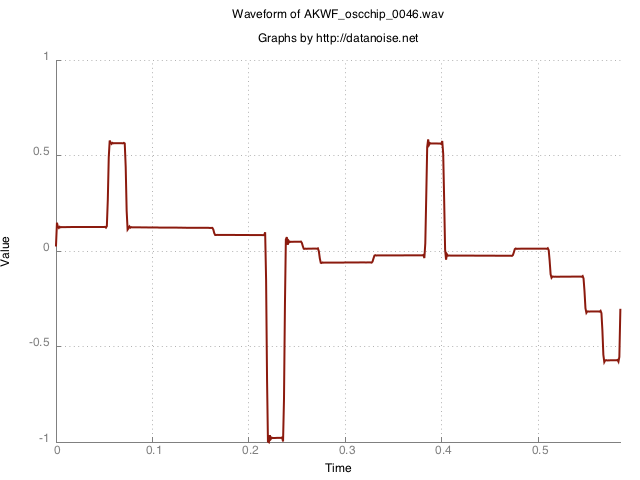 Waveform of AKWF_oscchip_0046.wav
Graphs by http://datanoise.net
1
0.5
0
-0.5
-1
Value
0 0.1 0.2 0.3 0.4 0.5
Time